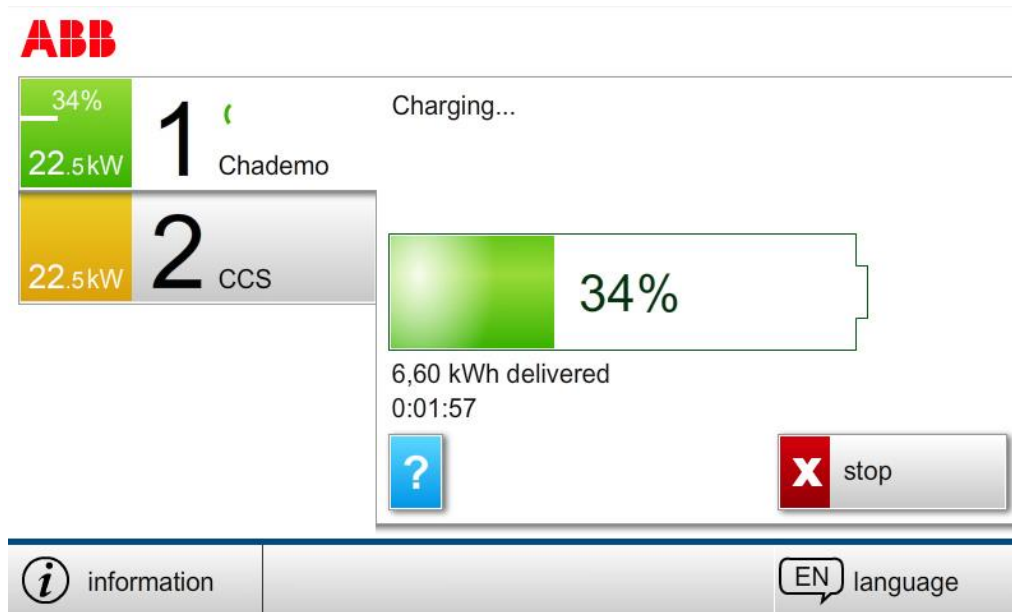 ABB
34%
22.5kW
1
Chademo
22.5kW
2
CCS
Charging...
34%
6,60 kWh delivered
0:01:57
?
X stop
i information
EN language